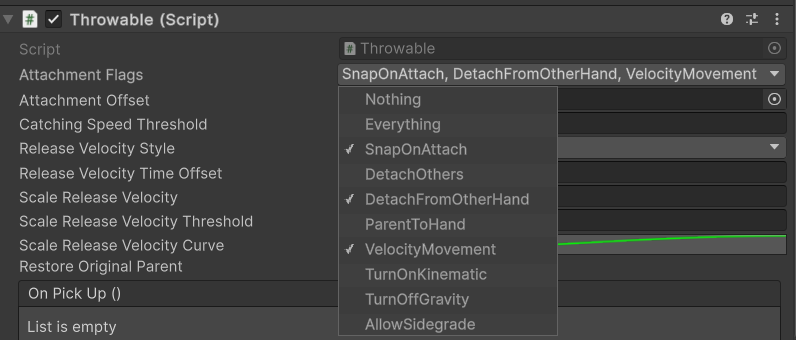 Throwable (Script)
Script Throwable
Attachment Flags SnapOnAttach, DetachFromOtherHand, VelocityMovement
Attachment Offset Nothing
Catching Speed Threshold Everything
Release Velocity Style SnapOnAttach
Release Velocity Time Offset DetachOthers
Scale Release Velocity DetachFromOtherHand
Scale Release Velocity Threshold ParentToHand
Scale Release Velocity Curve VelocityMovement
Restore Original Parent TurnOnKinematic
On Pick Up () TurnOffGravity
List is empty AllowSidegrade